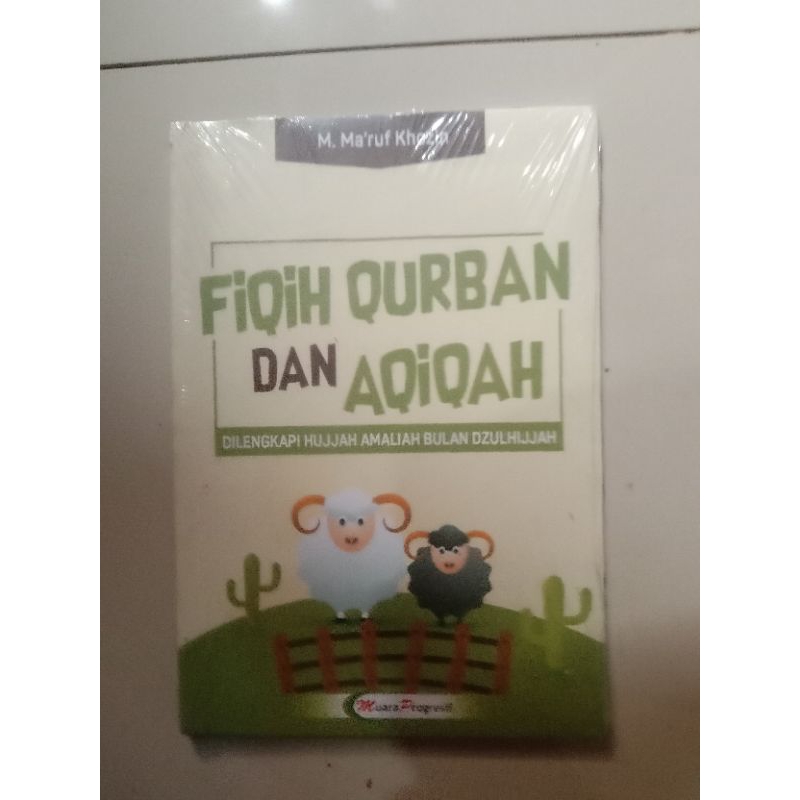 M. Ma'ruf Khozin
FIQIH QURBAN
DAN AQIQAH
DILENGKAPI HUJJAH AMALIAH BULAN DZULHIJJAH
Muara Progresif